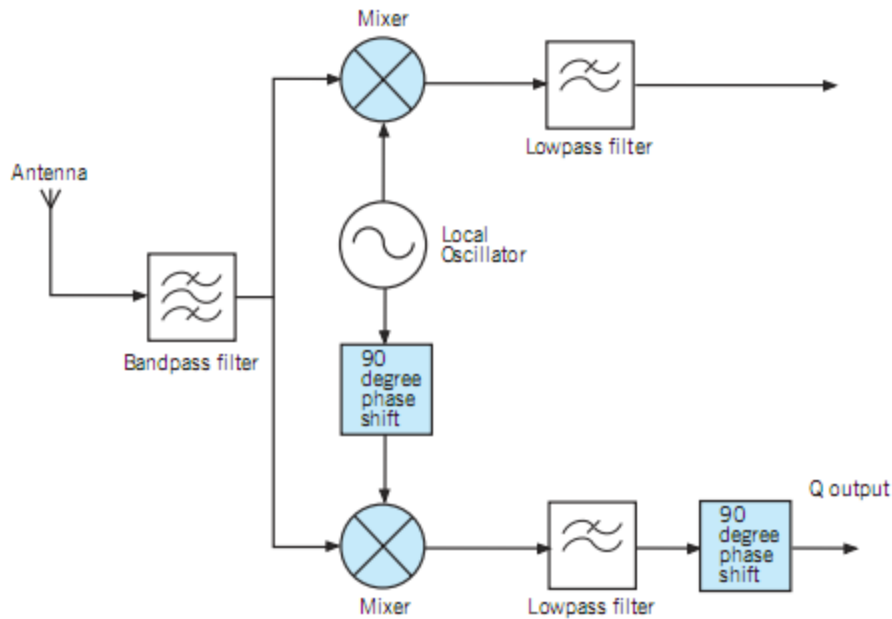 Mixer
Lowpass filter
Antenna
Local
Oscillator
Bandpass filter
90
degree
phase
shift
Q output
90
degree
phase
shift
Mixer
Lowpass filter